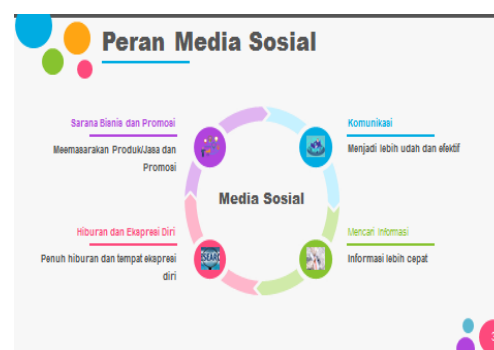 Peran Media Sosial
Sarana Bisnis dan Promosi
Meemasarakan Produk/Jasa dan
Promosi
Komunikasi
Menjadi lebih udah dan efektif
Media Sosial
Hiburan dan Ekspresi Diri
Penuh hiburan dan tempat ekspresi
diri
Mencari Informasi
Informasi lebih cepat